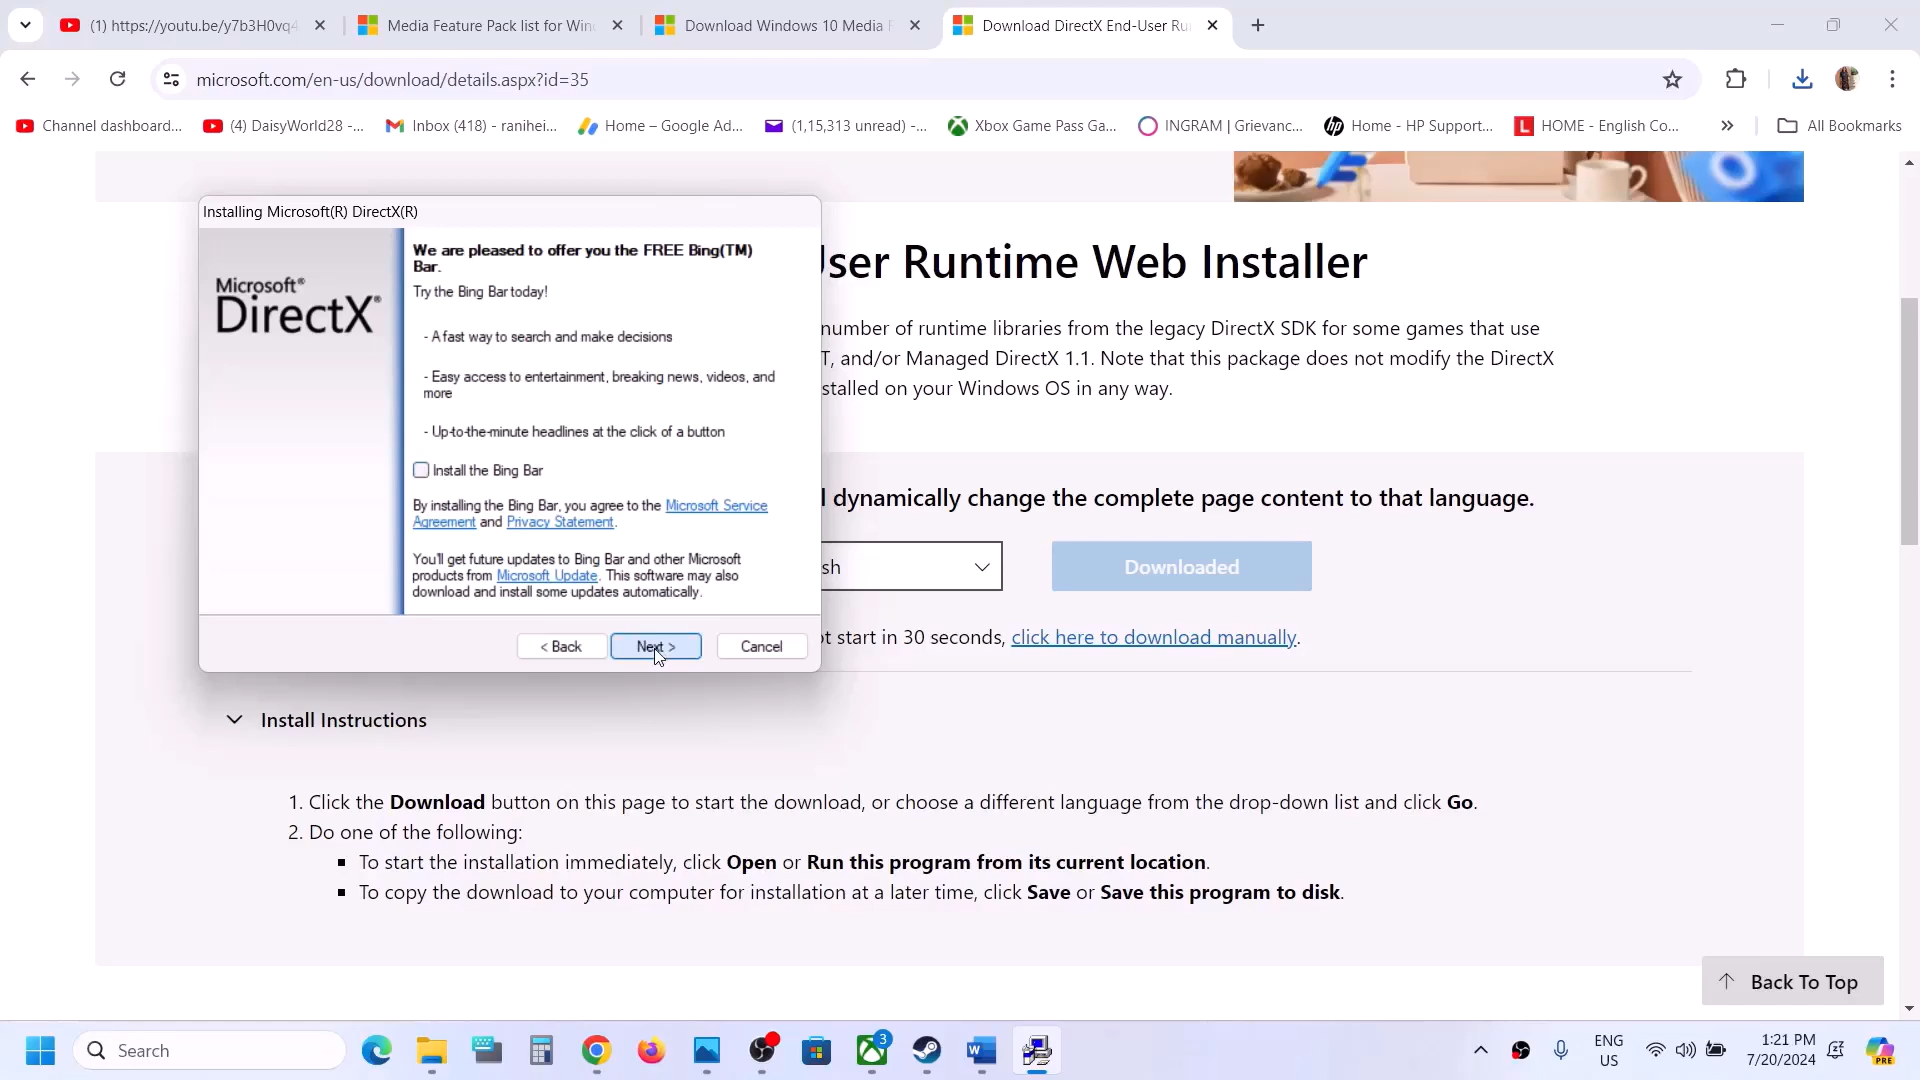 (1) https://youtu.be/y7b3H0vq4
Media Feature Pack list for Win
Download Windows 10 Media
Download DirectX End-User Ru
microsoft.com/en-us/download/details.aspx?id=35
Channel dashboard...
(4) DaisyWorld28 -...
Inbox (418) - ranihei...
Home – Google Ad...
(1,15,313 unread) -...
Xbox Game Pass Ga...
INGRAM | Grievanc...
Home - HP Support...
HOME - English Co...
All Bookmarks
Installing Microsoft(R) DirectX(R)
Microsoft®
DirectX®
We are pleased to offer you the FREE Bing(TM)
Bar.
Try the Bing Bar today!
- A fast way to search and make decisions
- Easy access to entertainment, breaking news, videos, and
more
- Up-to-the-minute headlines at the click of a button
Install the Bing Bar
By installing the Bing Bar, you agree to the Microsoft Service
Agreement and Privacy Statement.
You'll get future updates to Bing Bar and other Microsoft
products from Microsoft Update. This software may also
download and install some updates automatically.
< Back
Next >
Cancel
User Runtime Web Installer
number of runtime libraries from the legacy DirectX SDK for some games that use
T, and/or Managed DirectX 1.1. Note that this package does not modify the DirectX
stalled on your Windows OS in any way.
l dynamically change the complete page content to that language.
sh
Downloaded
ot start in 30 seconds, click here to download manually.
Install Instructions
1. Click the Download button on this page to start the download, or choose a different language from the drop-down list and click Go.
2. Do one of the following:
To start the installation immediately, click Open or Run this program from its current location.
To copy the download to your computer for installation at a later time, click Save or Save this program to disk.
Back To Top
Search
3
ENG
US
1:21 PM
7/20/2024
PRE